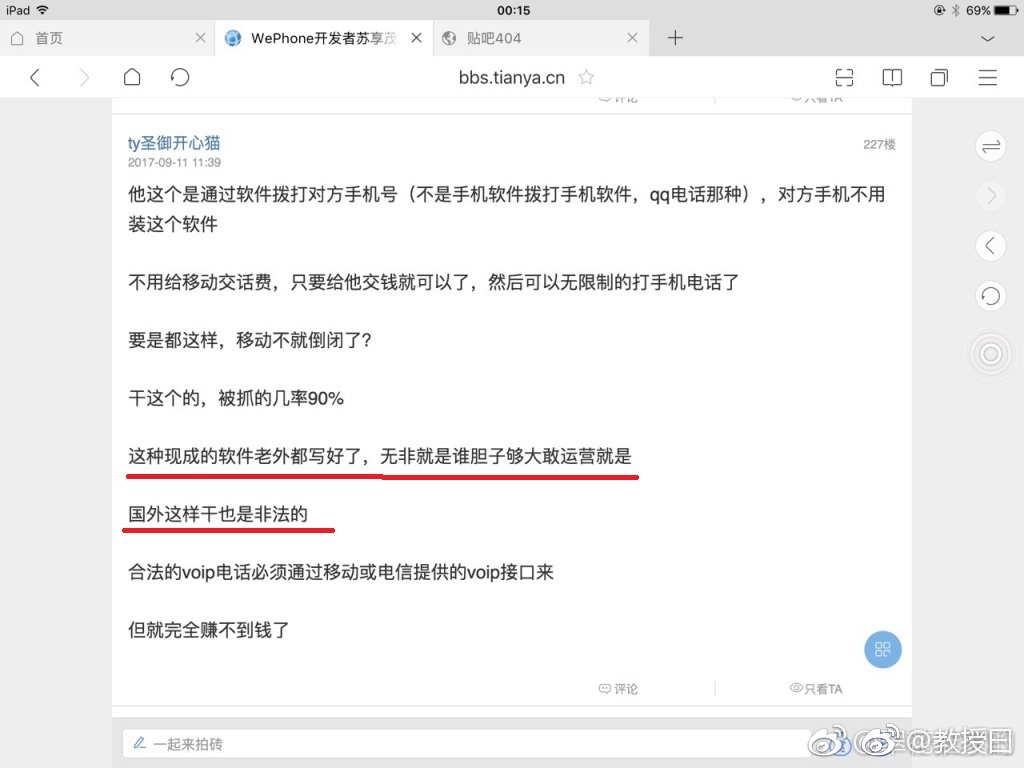 iPad
00:15
69%
首页
WePhone开发者苏享茂
贴吧404
bbs.tianya.cn
ty圣御开心猫
2017-09-11 11:39
227楼
他这个是通过软件拨打对方手机号（不是手机软件拨打手机软件，qq电话那种），对方手机不用
装这个软件
不用给移动交话费，只要给他交钱就可以了，然后可以无限制的打手机电话了
要是都这样，移动不就倒闭了?
干这个的，被抓的几率90%
这种现成的软件老外都写好了，无非就是谁胆子够大敢运营就是
国外这样干也是非法的
合法的voip电话必须通过移动或电信提供的voip接口来
但就完全赚不到钱了
评论
只看TA
一起来拍砖
@教授田